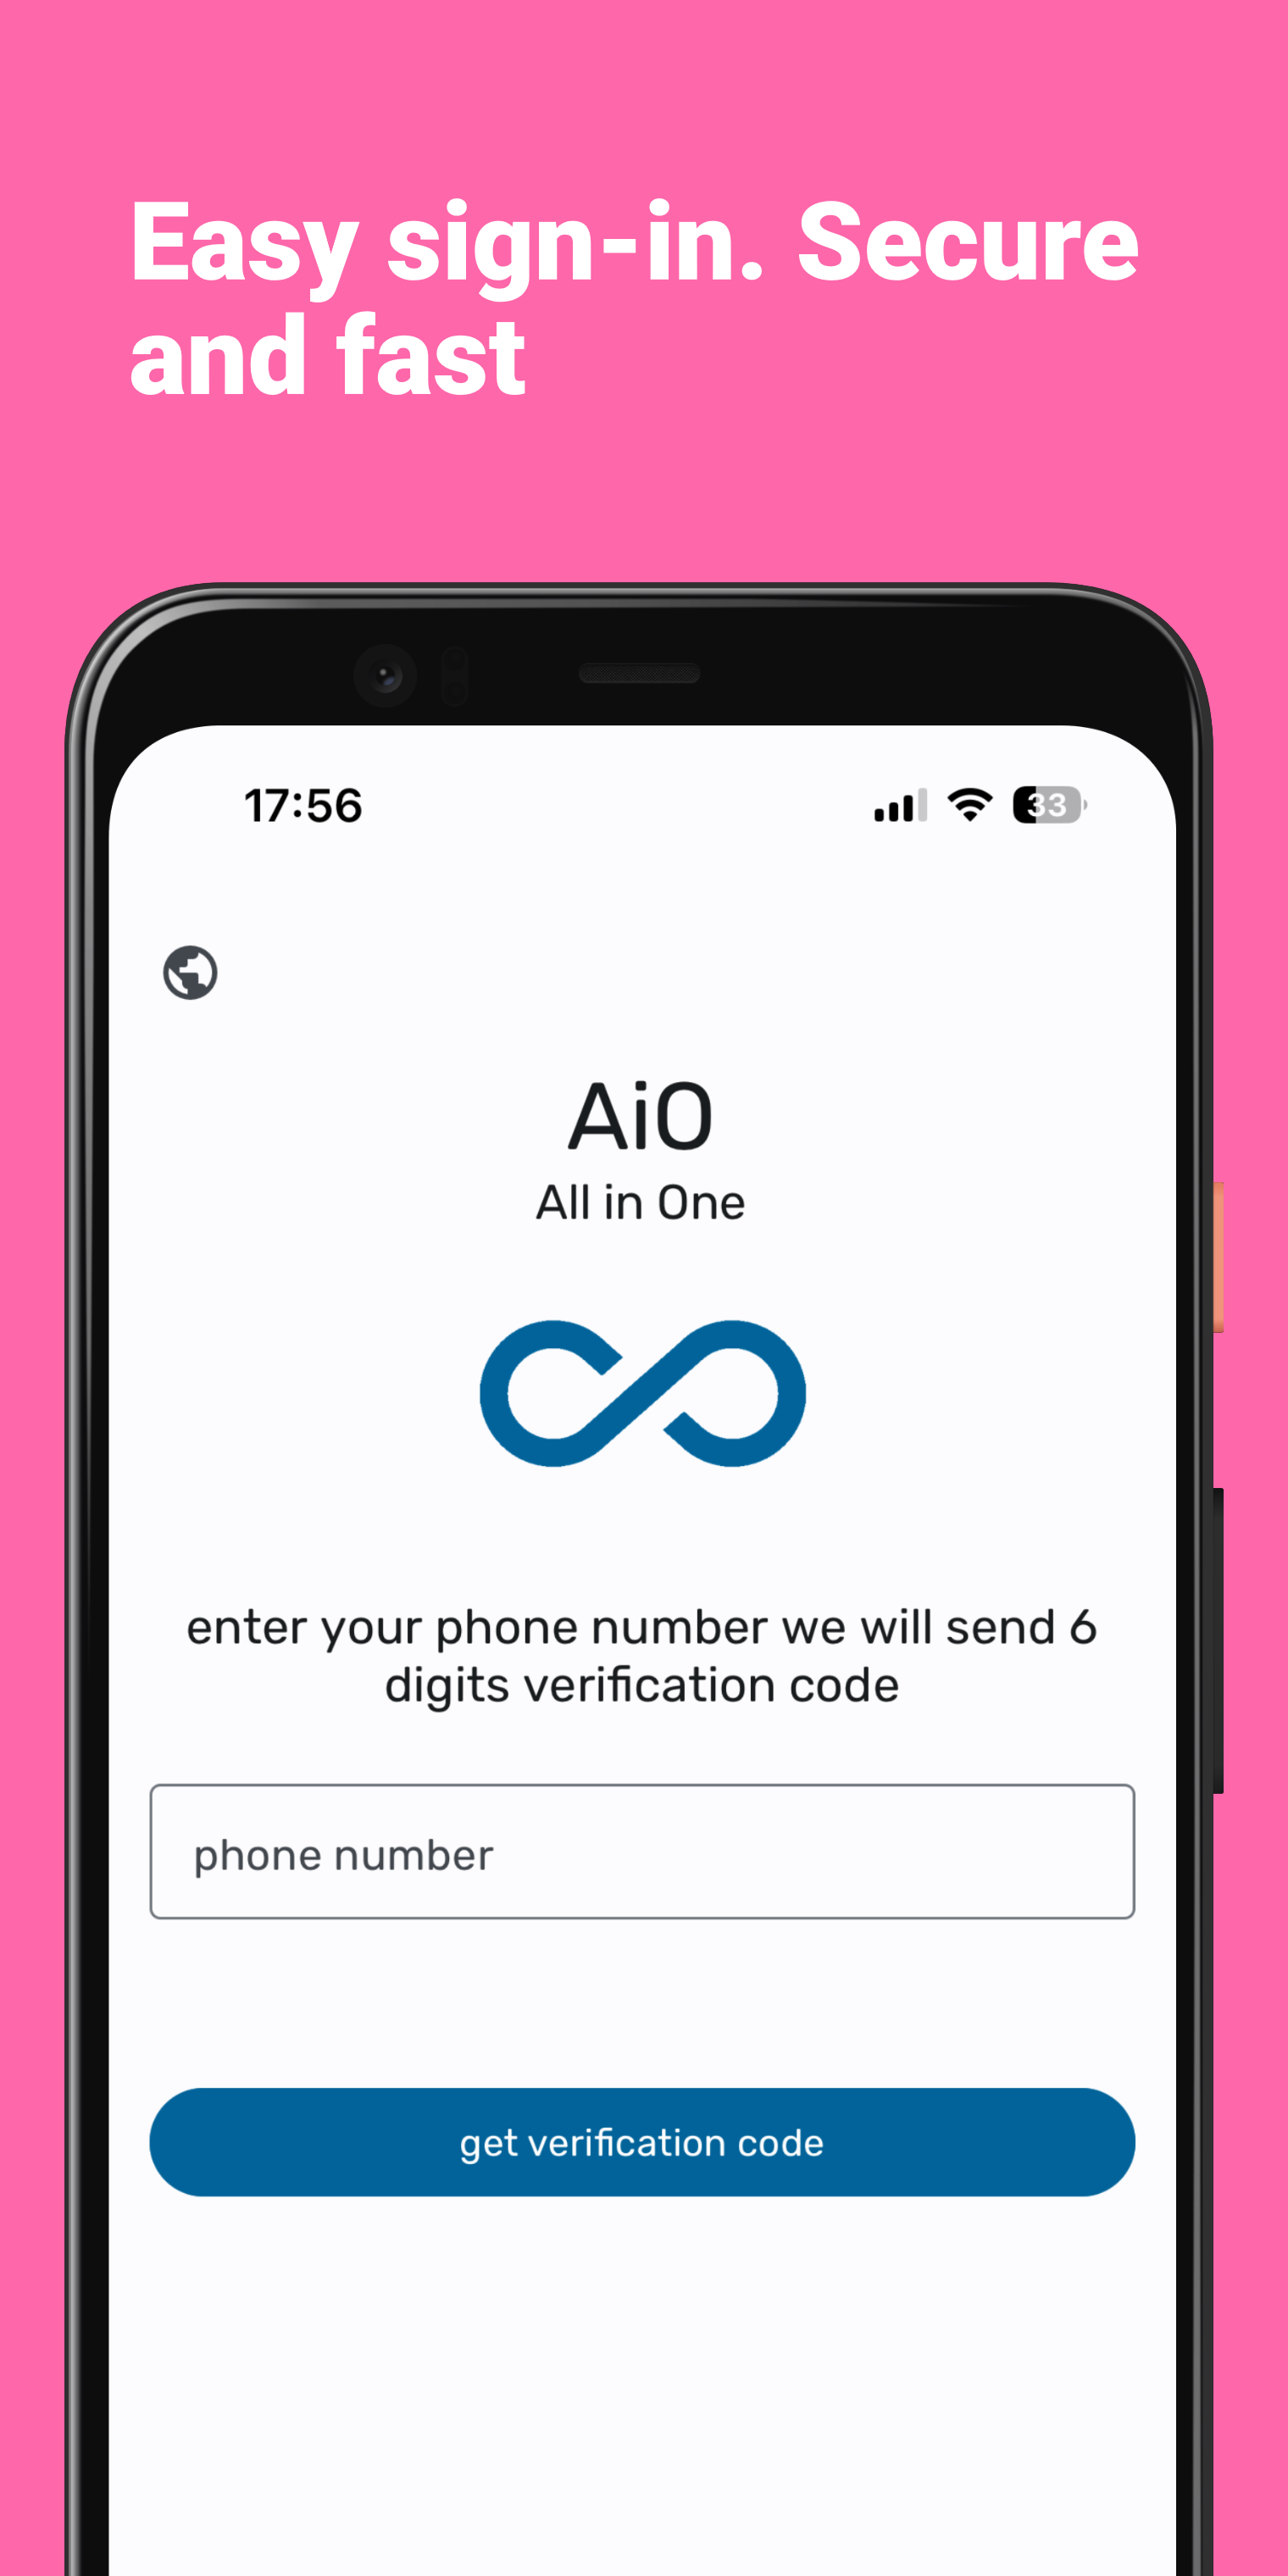 Easy sign-in. Secure
and fast
17:56
33
AiO
All in One
enter your phone number we will send 6
digits verification code
phone number
get verification code